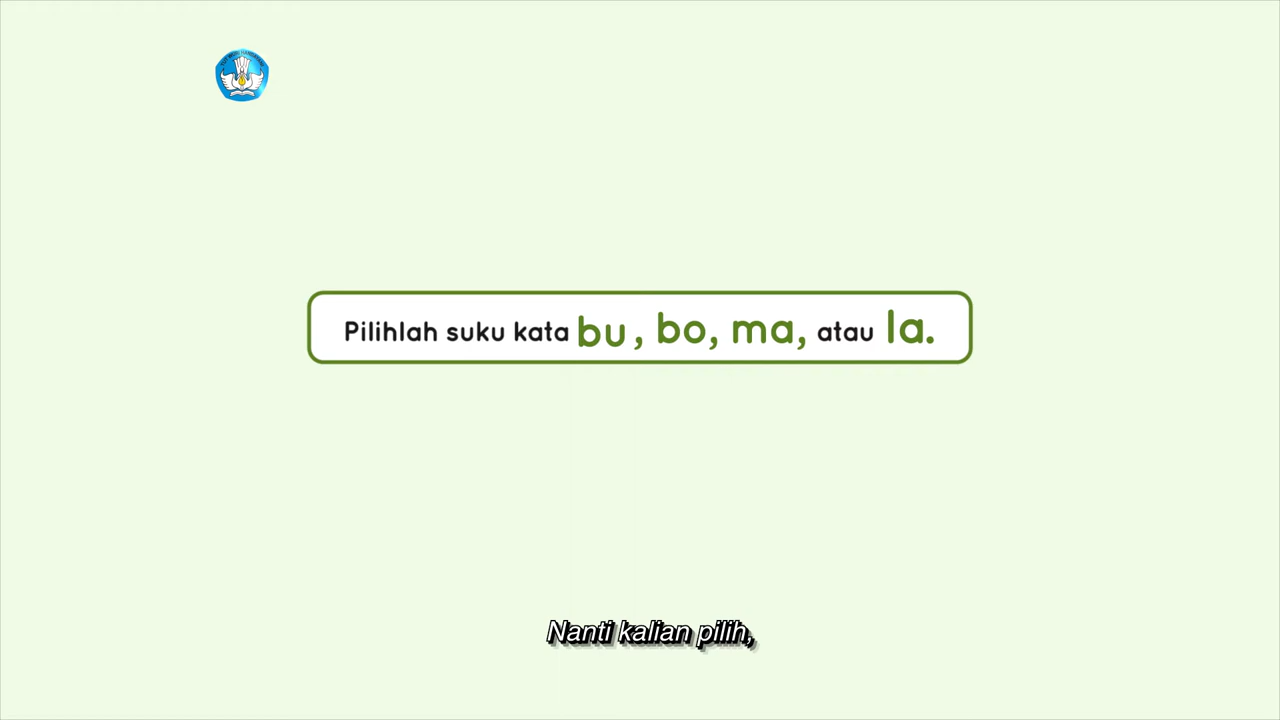 Pilihlah suku kata bu, bo, ma, atau la.
Nanti kalian pilih,